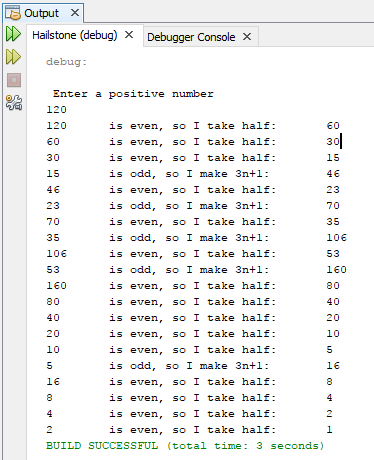 Output
Hailstone (debug)
Debugger Console
debug:
Enter a positive number
120
120 is even, so I take half: 60
60 is even, so I take half: 30
30 is even, so I take half: 15
15 is odd, so I make 3n+1: 46
46 is even, so I take half: 23
23 is odd, so I make 3n+1: 70
70 is even, so I take half: 35
35 is odd, so I make 3n+1: 106
106 is even, so I take half: 53
53 is odd, so I make 3n+1: 160
160 is even, so I take half: 80
80 is even, so I take half: 40
40 is even, so I take half: 20
20 is even, so I take half: 10
10 is even, so I take half: 5
5 is odd, so I make 3n+1: 16
16 is even, so I take half: 8
8 is even, so I take half: 4
4 is even, so I take half: 2
2 is even, so I take half: 1
BUILD SUCCESSFUL (total time: 3 seconds)